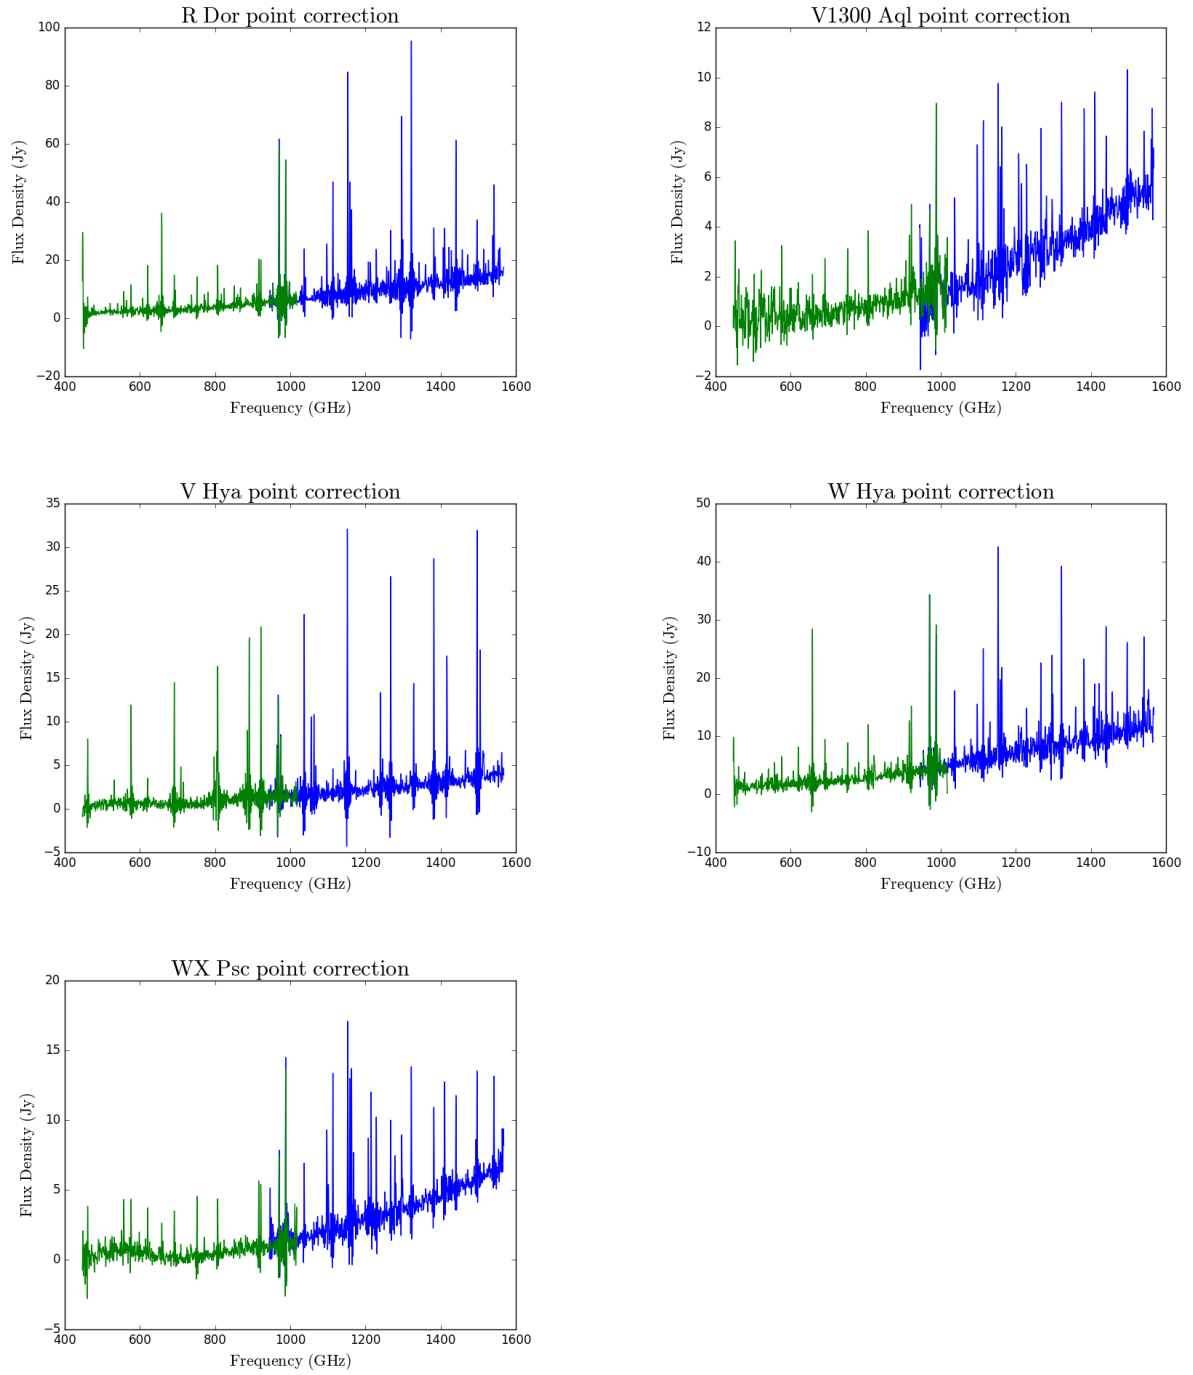 R Dor point correction
100
80
60
40
20
0
−20
Flux Density (Jy)
400 600 800 1000 1200 1400 1600
Frequency (GHz)
V1300 Aql point correction
12
10
8
6
4
2
0
−2
Flux Density (Jy)
400 600 800 1000 1200 1400 1600
Frequency (GHz)
V Hya point correction
35
30
25
20
15
10
5
0
−5
Flux Density (Jy)
400 600 800 1000 1200 1400 1600
Frequency (GHz)
W Hya point correction
50
40
30
20
10
0
−10
Flux Density (Jy)
400 600 800 1000 1200 1400 1600
Frequency (GHz)
WX Psc point correction
20
15
10
5
0
−5
Flux Density (Jy)
400 600 800 1000 1200 1400 1600
Frequency (GHz)